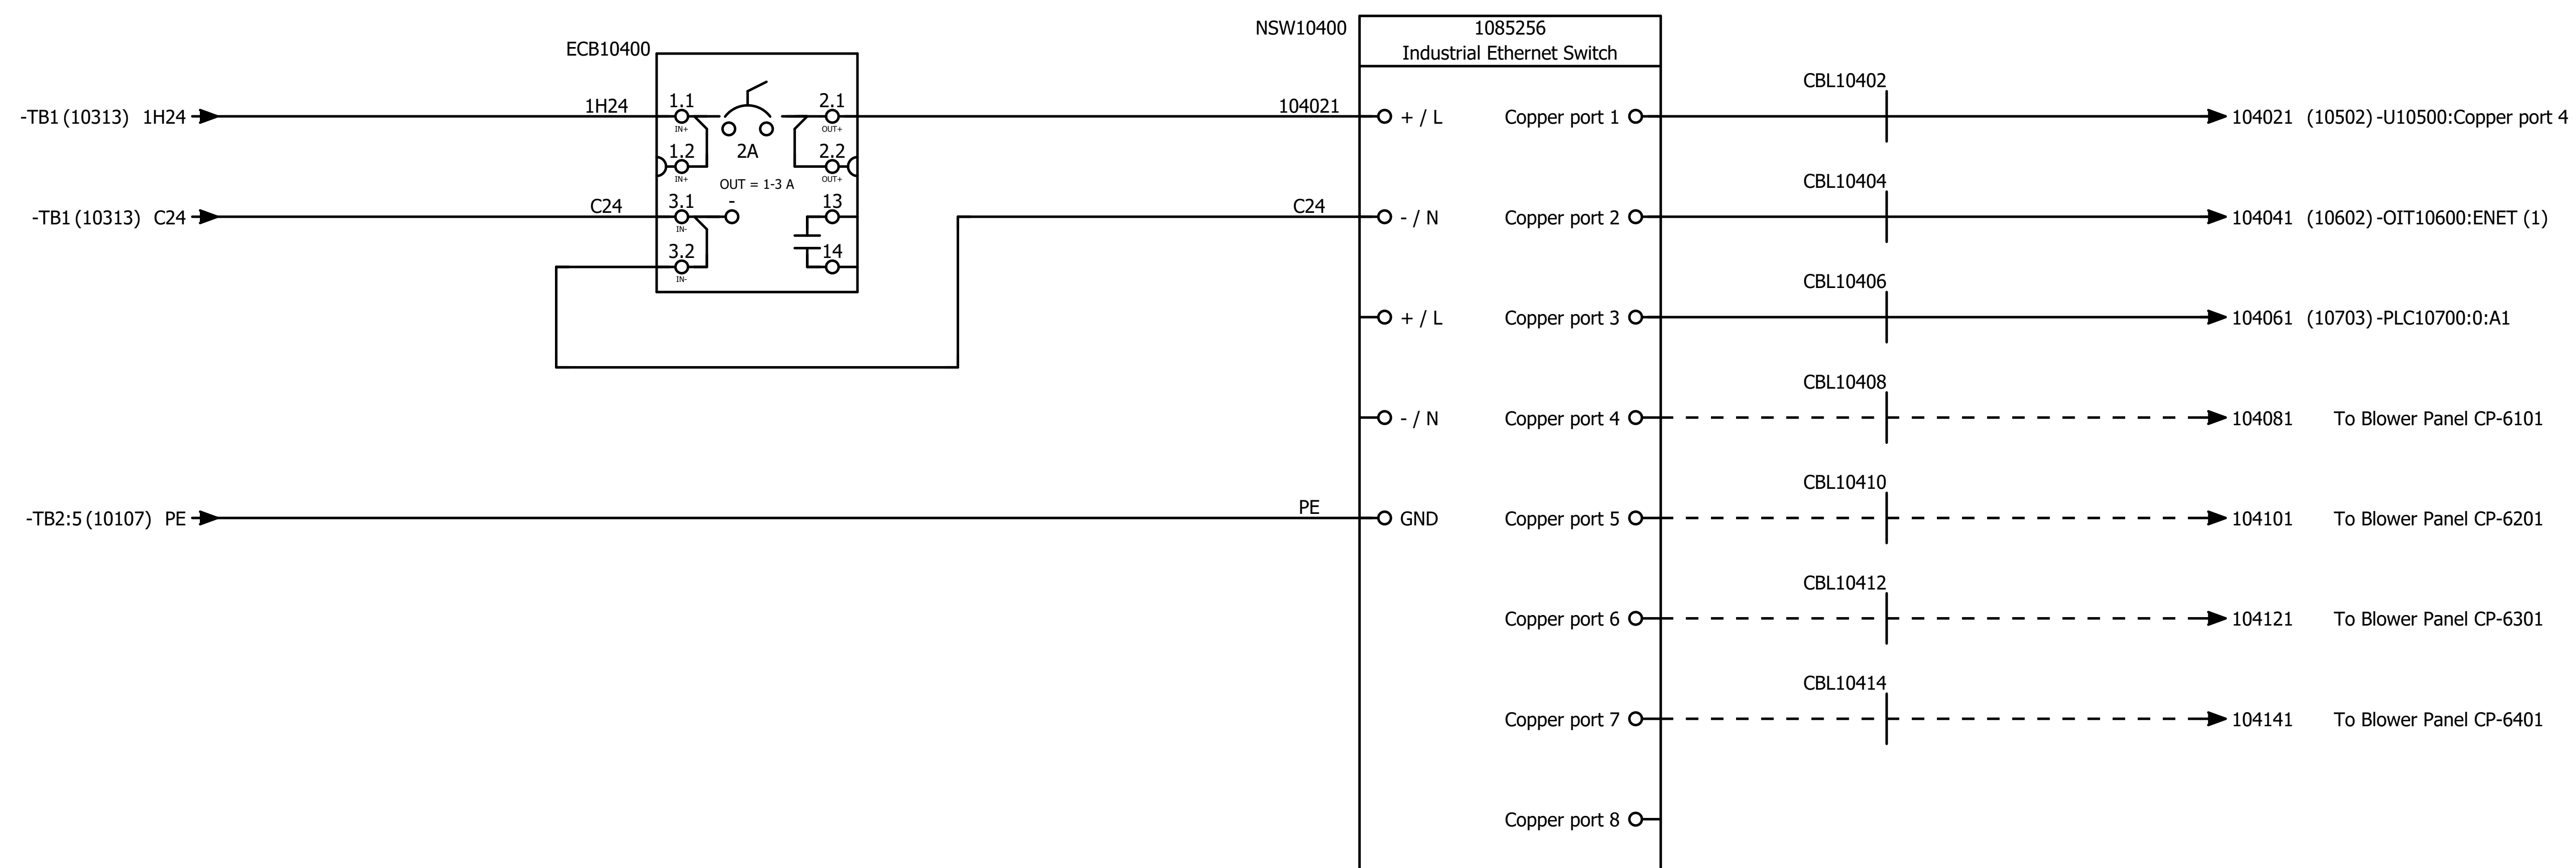 NSW10400
1085256
Industrial Ethernet Switch
ECB10400
CBL10402
-TB1 (10313) 1H24
1H24
1.1
IN+
2.1
OUT+
104021
+ / L
Copper port 1
104021 (10502) -U10500:Copper port 4
1.2
IN+
2A
2.2
OUT+
OUT = 1-3 A
CBL10404
-TB1 (10313) C24
C24
3.1
IN-
-
13
C24
- / N
Copper port 2
104041 (10602) -OIT10600:ENET (1)
3.2
IN-
14
CBL10406
+ / L
Copper port 3
104061 (10703) -PLC10700:0:A1
CBL10408
- / N
Copper port 4
104081 To Blower Panel CP-6101
CBL10410
-TB2:5 (10107) PE
PE
GND
Copper port 5
104101 To Blower Panel CP-6201
CBL10412
Copper port 6
104121 To Blower Panel CP-6301
CBL10414
Copper port 7
104141 To Blower Panel CP-6401
Copper port 8